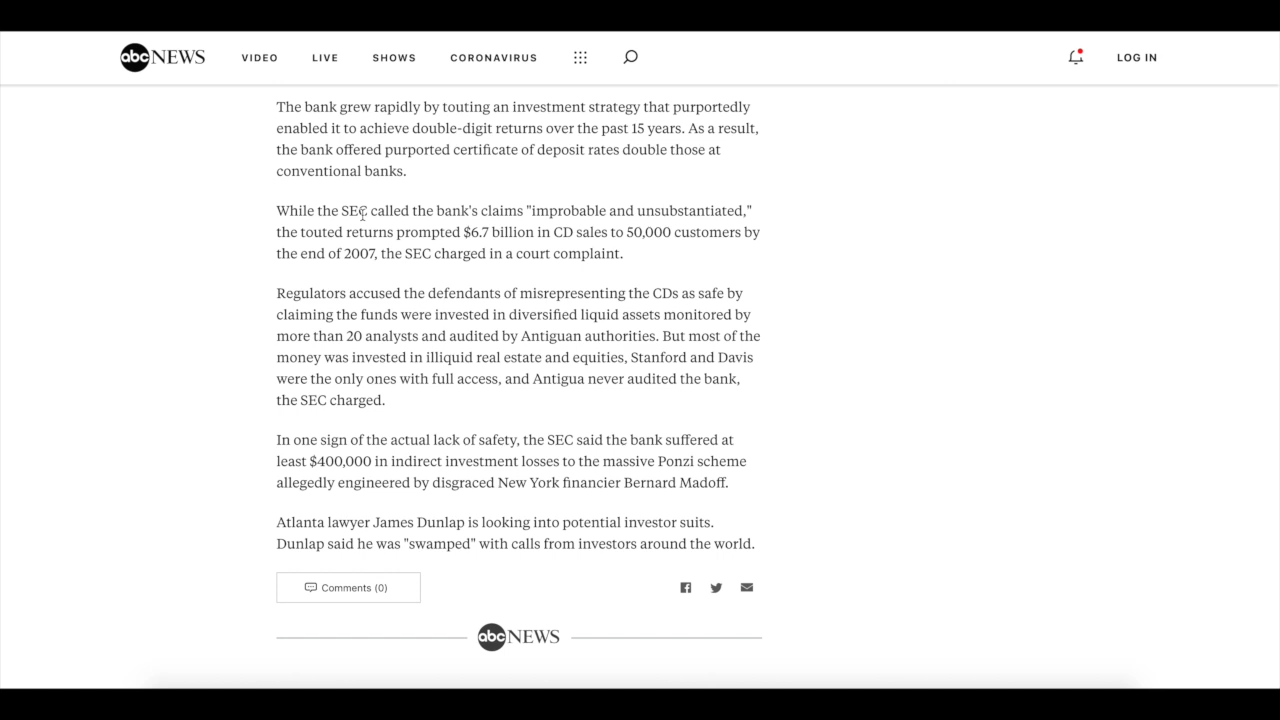 abc NEWS VIDEO LIVE SHOWS CORONAVIRUS LOG IN
The bank grew rapidly by touting an investment strategy that purportedly
enabled it to achieve double-digit returns over the past 15 years. As a result,
the bank offered purported certificate of deposit rates double those at
conventional banks.
While the SEC called the bank's claims "improbable and unsubstantiated,"
the touted returns prompted $6.7 billion in CD sales to 50,000 customers by
the end of 2007, the SEC charged in a court complaint.
Regulators accused the defendants of misrepresenting the CDs as safe by
claiming the funds were invested in diversified liquid assets monitored by
more than 20 analysts and audited by Antiguan authorities. But most of the
money was invested in illiquid real estate and equities, Stanford and Davis
were the only ones with full access, and Antigua never audited the bank,
the SEC charged.
In one sign of the actual lack of safety, the SEC said the bank suffered at
least $400,000 in indirect investment losses to the massive Ponzi scheme
allegedly engineered by disgraced New York financier Bernard Madoff.
Atlanta lawyer James Dunlap is looking into potential investor suits.
Dunlap said he was "swamped" with calls from investors around the world.
Comments (0)
abc NEWS